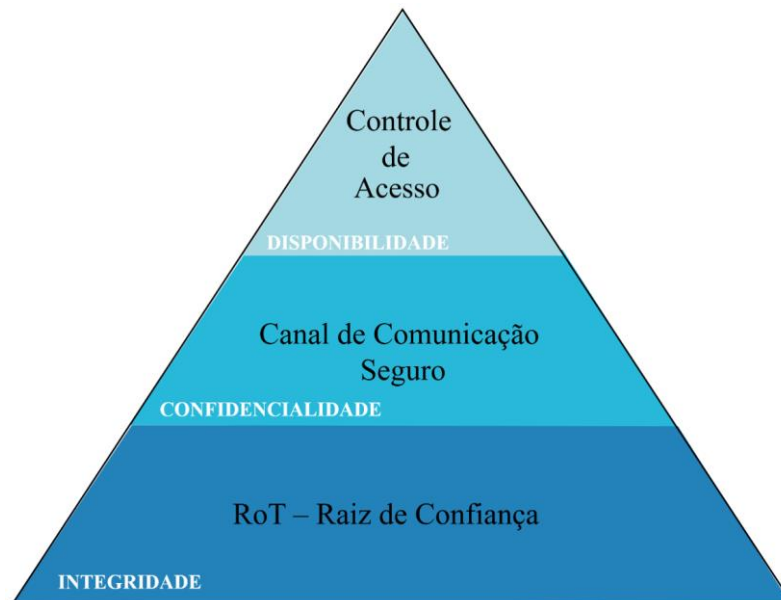 Controle
de
Acesso
DISPONIBILIDADE
Canal de Comunicação
Seguro
CONFIDENCIALIDADE
RoT – Raiz de Confiança
INTEGRIDADE